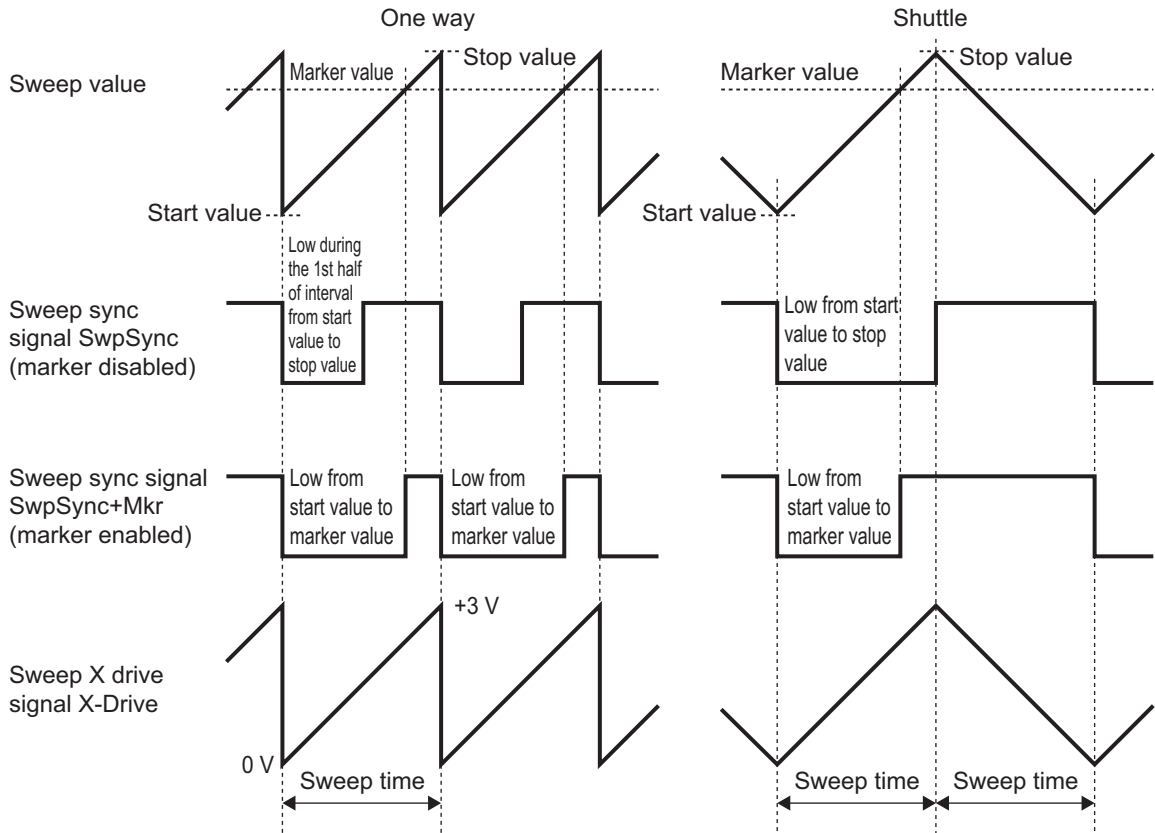 One way
Shuttle
Stop value
Stop value
Marker value
Marker value
Sweep value
Start value
Start value
Low during
the 1st half
of interval
from start
value to
stop value
Sweep sync
signal SwpSync
(marker disabled)
Low from start
value to stop
value
Sweep sync signal
SwpSync+Mkr
(marker enabled)
Low from
start value to
marker value
Low from
start value to
marker value
Low from
start value to
marker value
+3 V
Sweep X drive
signal X-Drive
0 V
Sweep time
Sweep time
Sweep time